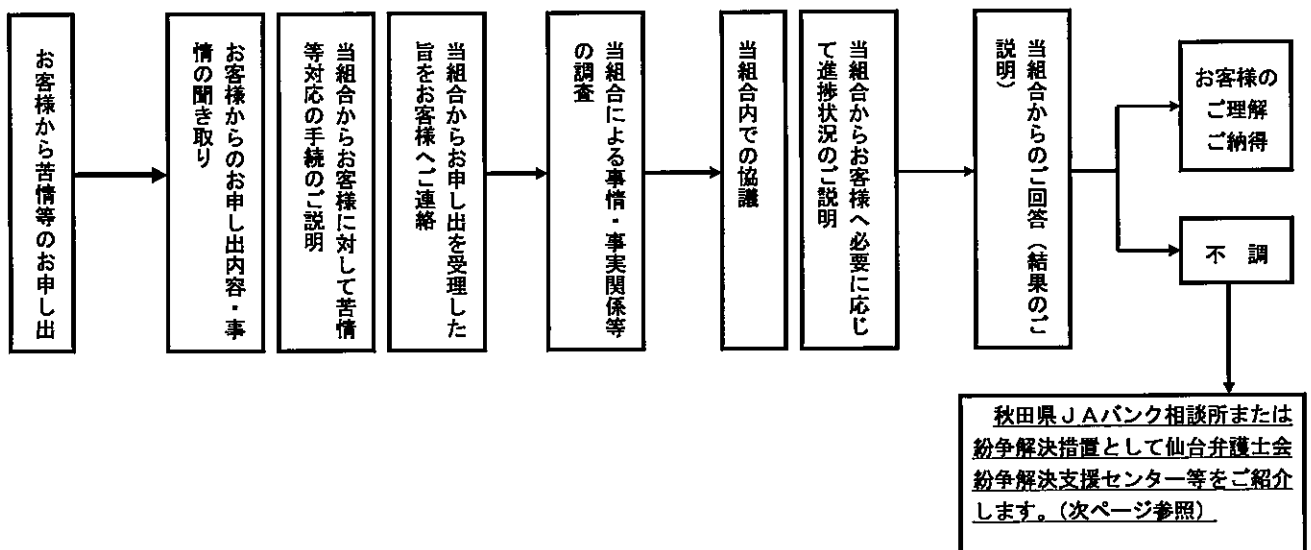 お客様から苦情等のお申し出
お客様からのお申し出内容・事
情の聞き取り
当組合からお客様に対して苦情
等対応の手続のご説明
当組合からお申し出を受理した
旨をお客様へご連絡
当組合による事情・事実関係等
の調査
当組合内での協議
当組合からお客様へ必要に応じ
て進捗状況のご説明
当組合からのご回答（結果のご
説明）
お客様の
ご理解
ご納得
不　調
秋田県ＪＡバンク相談所または
紛争解決措置として仙台弁護士会
紛争解決支援センター等をご紹介
します。（次ページ参照）